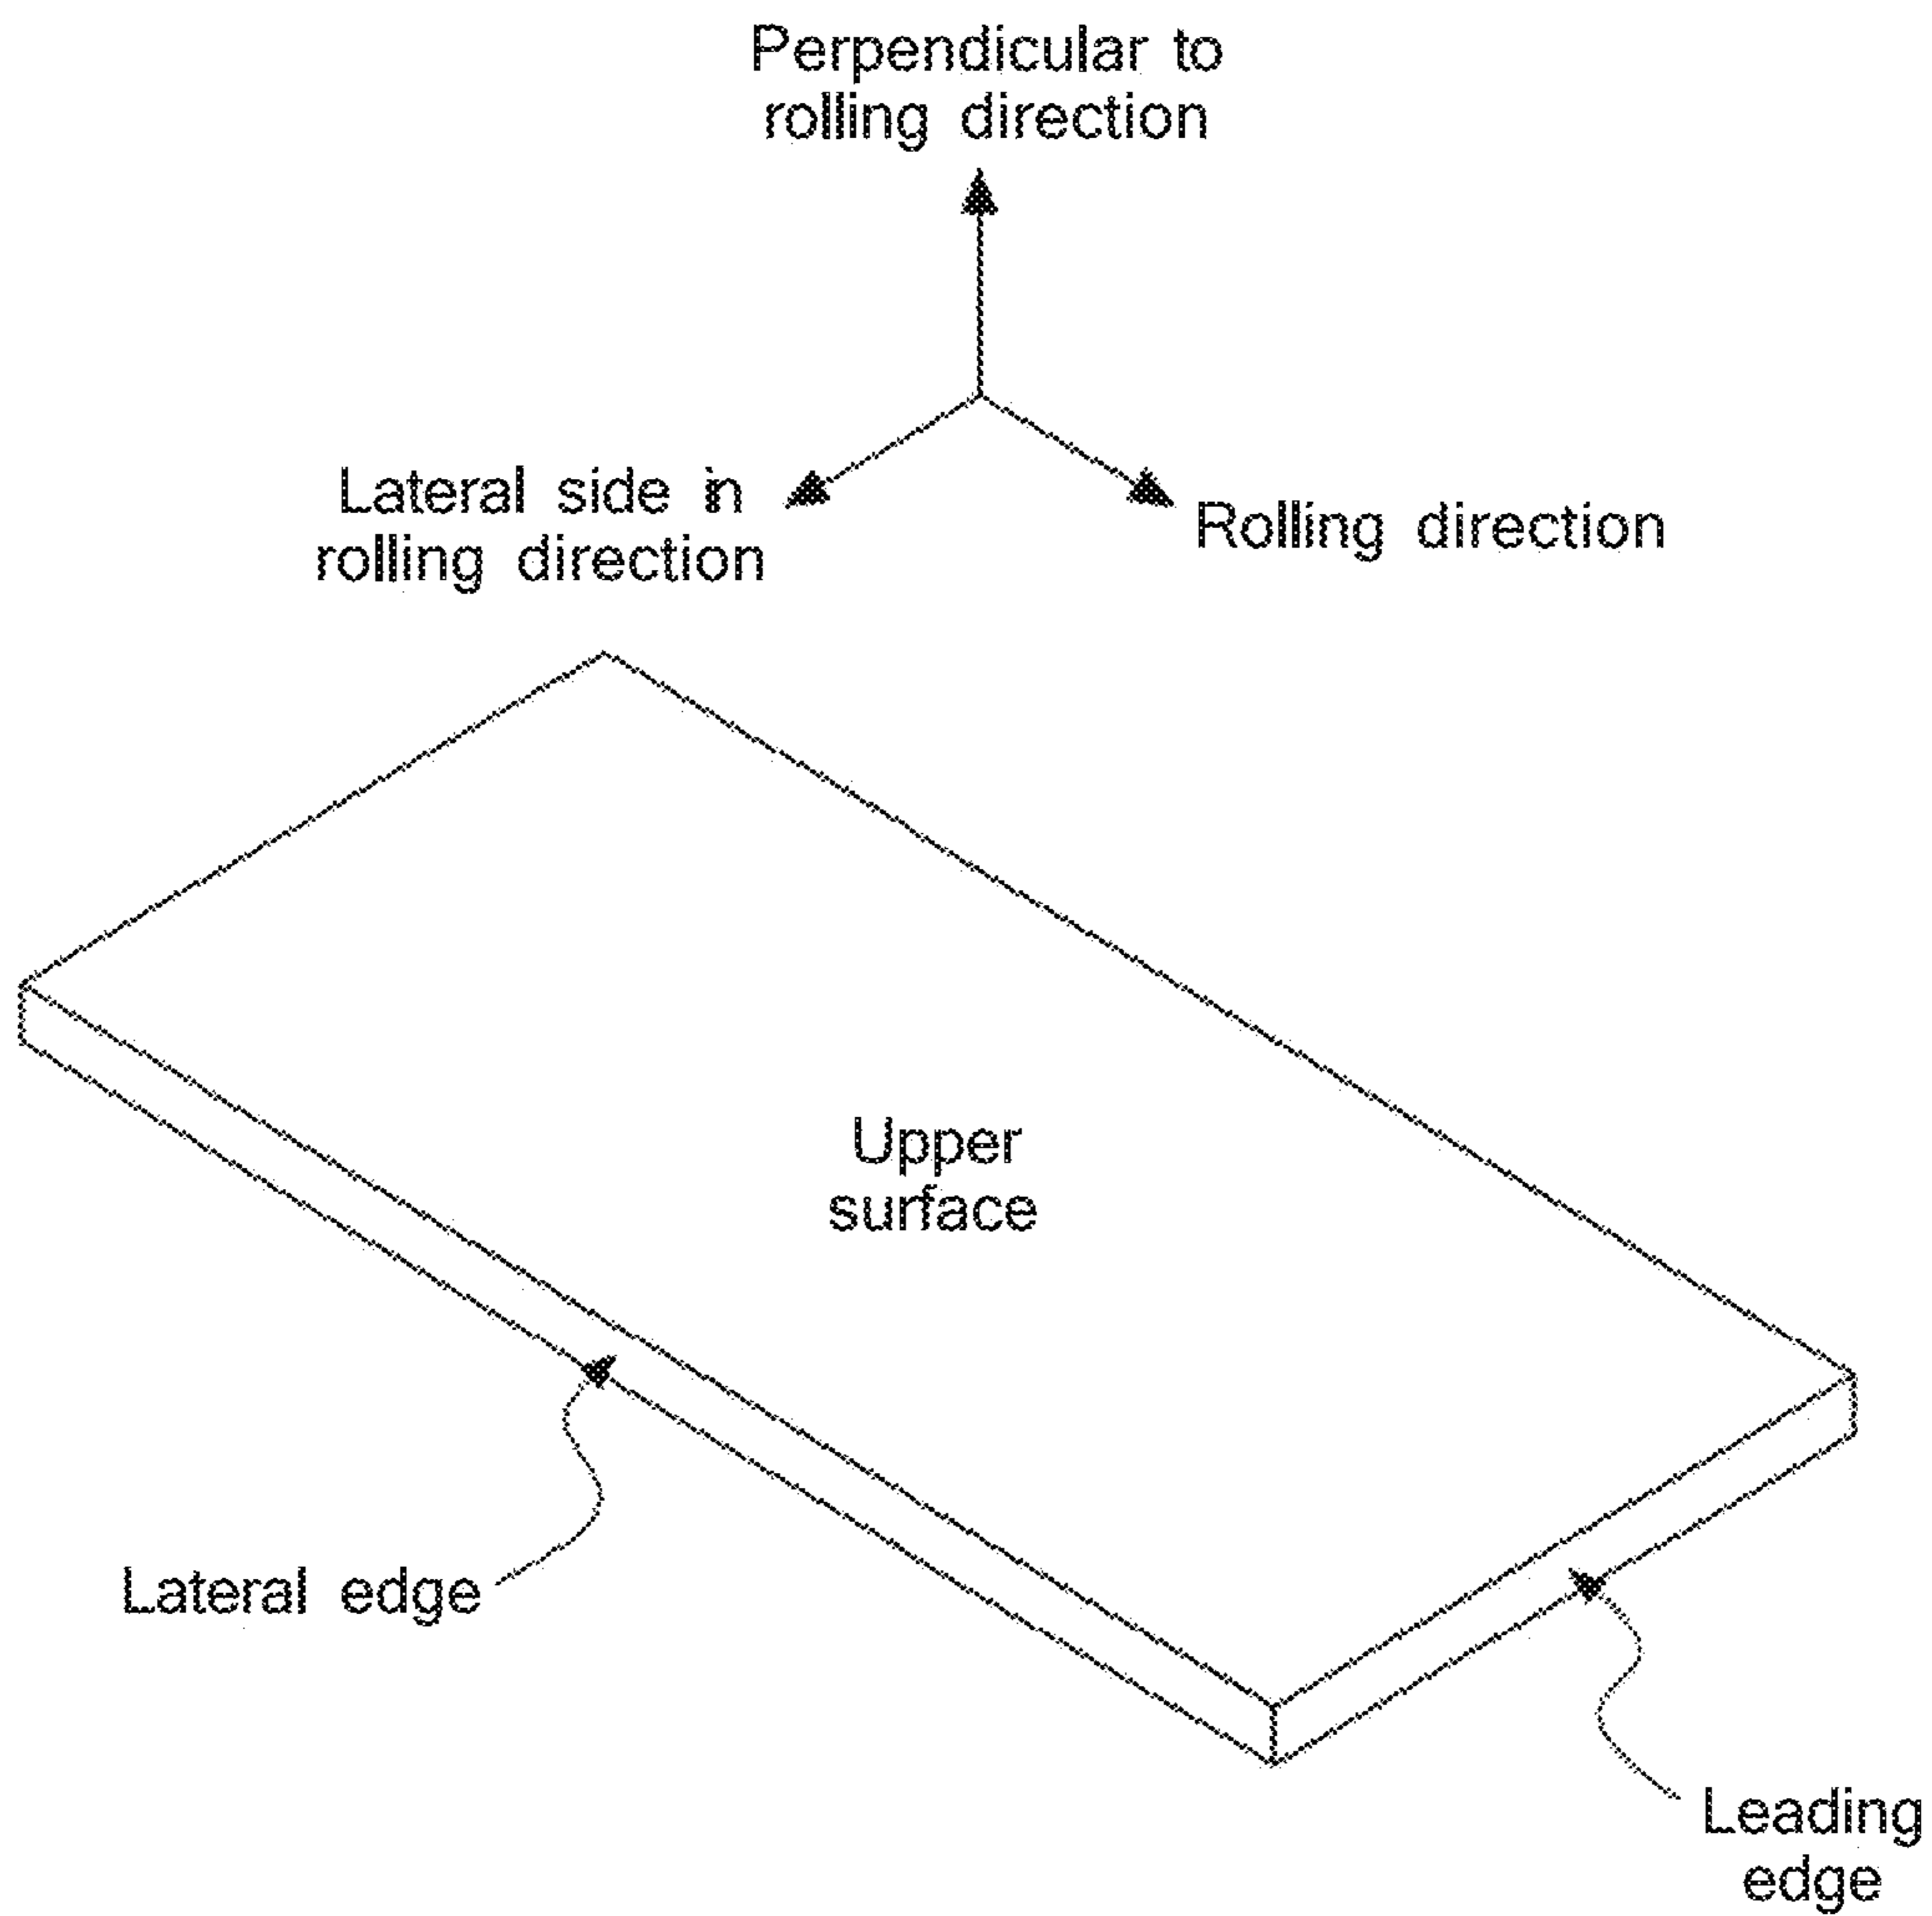 Perpendicular to
rolling direction
Lateral side in
rolling direction
Rolling direction
Upper
surface
Lateral edge
Leading
edge